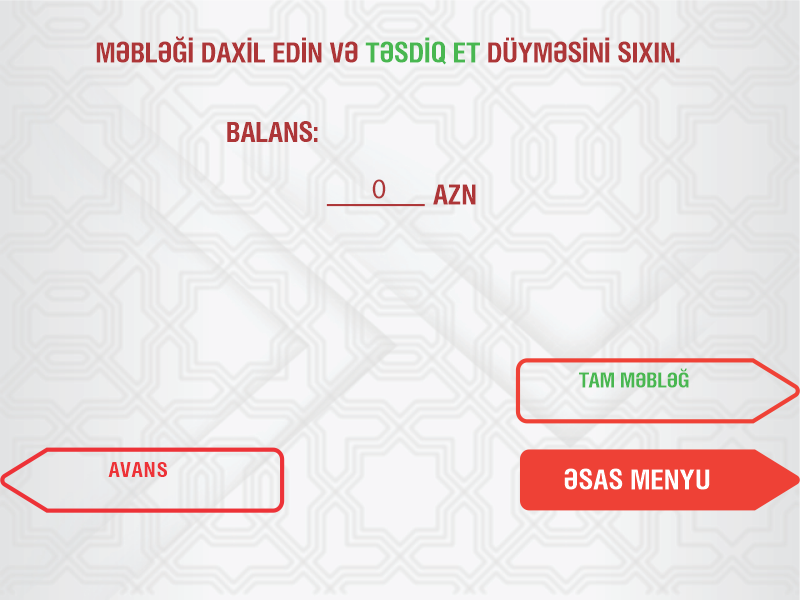 MƏBLƏĞİ DAXİL EDİN VƏ TƏSDİQ ET DÜYMƏSİNİ SIXIN.
BALANS:
0 AZN
TAM MƏBLƏĞ
AVANS
ƏSAS MENYU